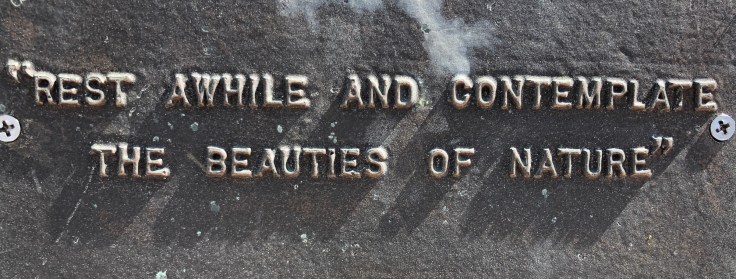 "REST AWHILE AND CONTEMPLATE
THE BEAUTIES OF NATURE"